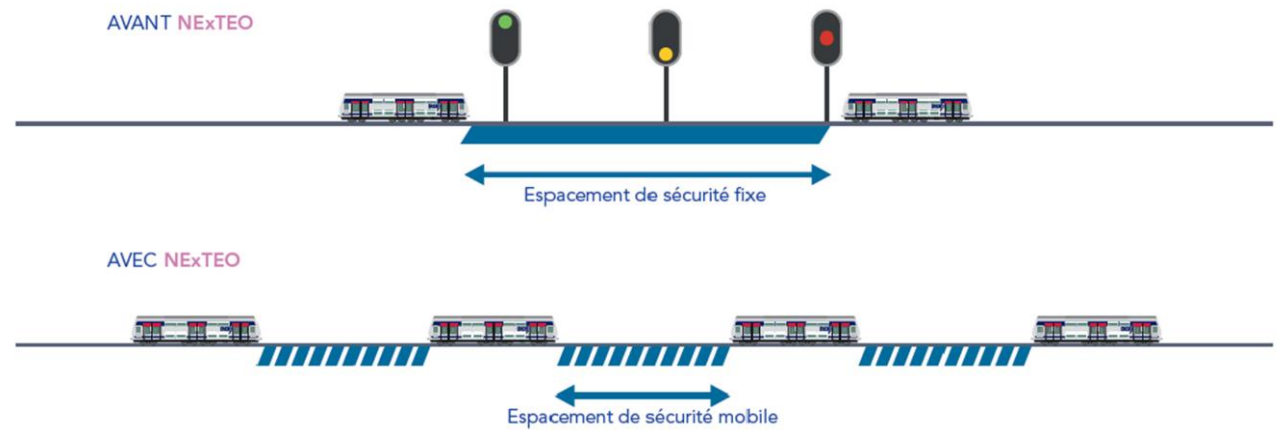 AVANT NExTEO
Espacement de sécurité fixe
AVEC NExTEO
Espacement de sécurité mobile